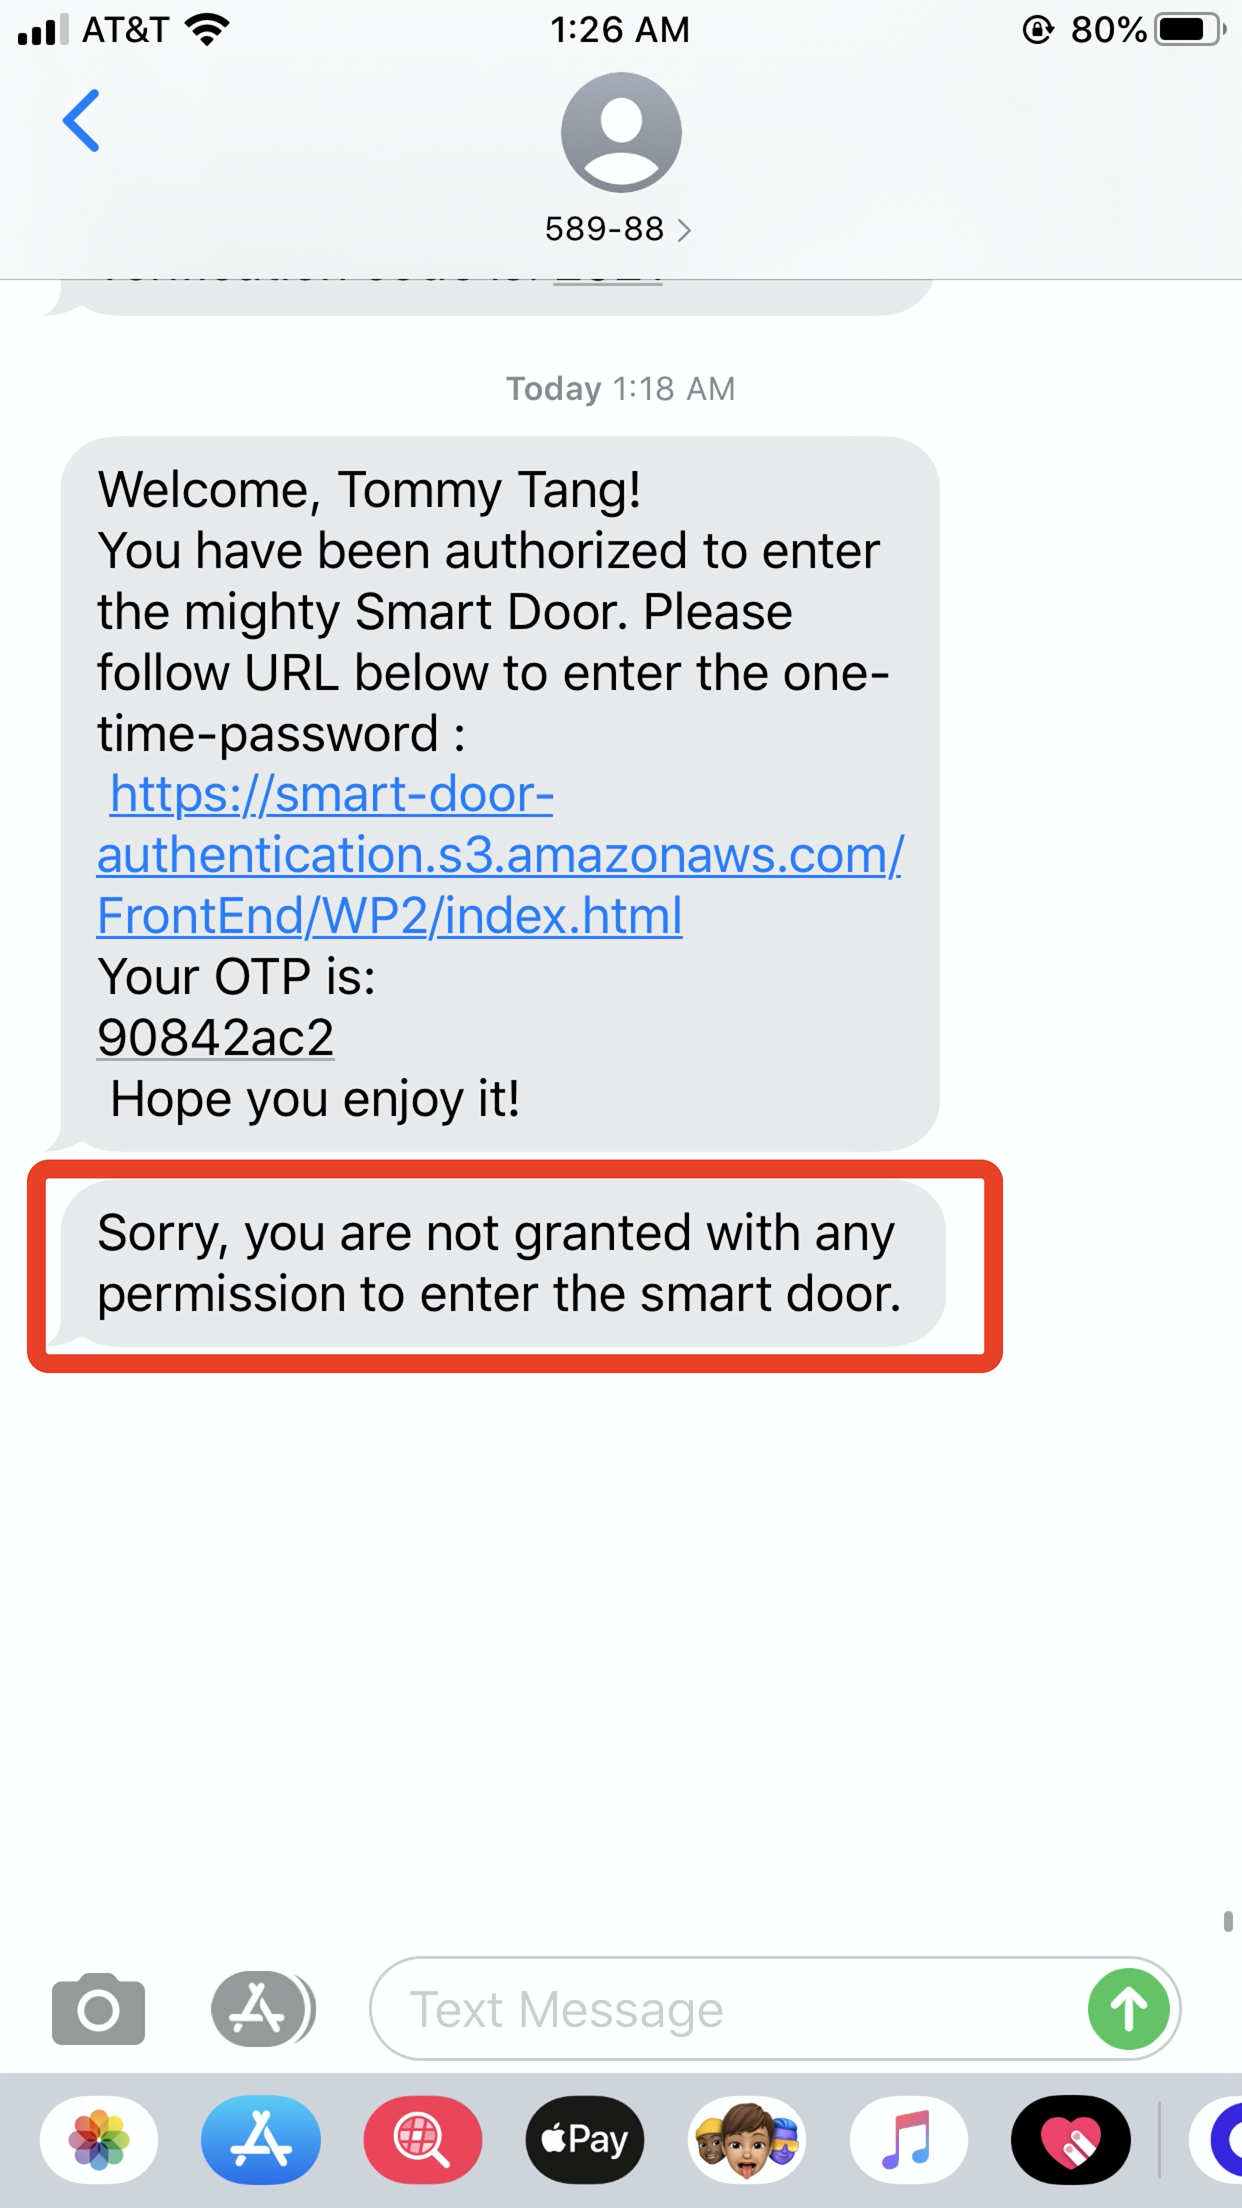 AT&T 1:26 AM 80%
589-88
Today 1:18 AM
Welcome, Tommy Tang!
You have been authorized to enter
the mighty Smart Door. Please
follow URL below to enter the one-
time-password :
https://smart-door-
authentication.s3.amazonaws.com/
FrontEnd/WP2/index.html
Your OTP is:
90842ac2
Hope you enjoy it!
Sorry, you are not granted with any
permission to enter the smart door.
Text Message
Pay